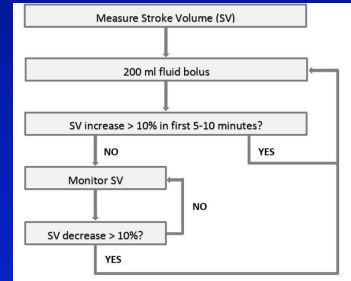 Measure Stroke Volume (SV)
200 ml fluid bolus
SV increase > 10% in first 5-10 minutes?
NO
YES
Monitor SV
NO
SV decrease > 10%?
YES